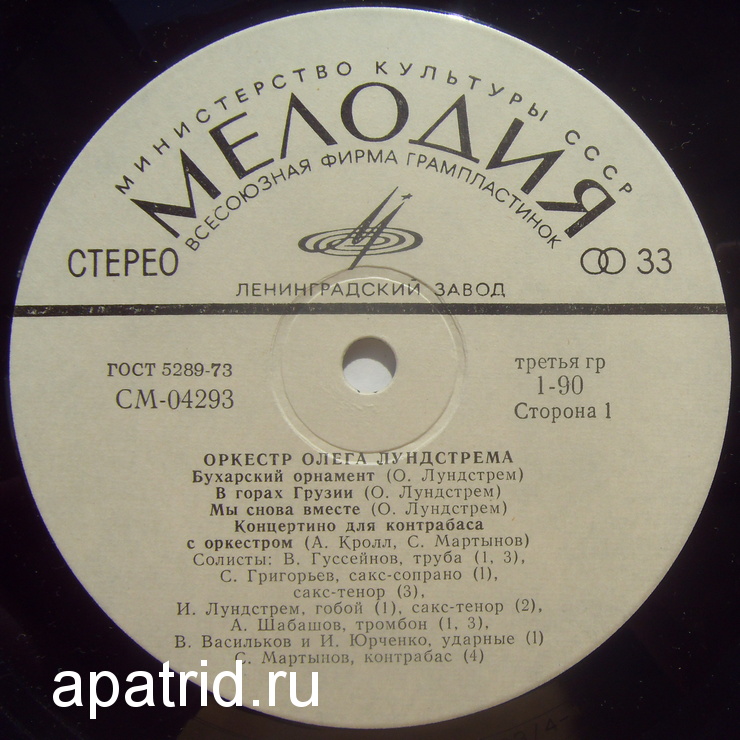 МИНИСТЕРСТВО КУЛЬТУРЫ СССР
МЕЛОДИЯ
ВСЕСОЮЗНАЯ ФИРМА ГРАМПЛАСТИНОК
СТЕРЕО
33
ЛЕНИНГРАДСКИЙ ЗАВОД
ГОСТ 5289-73
третья гр
СМ-04293
1-90
Сторона 1
ОРКЕСТР ОЛЕГА ЛУНДСТРЕМА
Бухарский орнамент (О. Лундстрем)
В горах Грузии (О. Лундстрем)
Мы снова вместе (О. Лундстрем)
Концертино для контрабаса
с оркестром (А. Кролл, С. Мартынов)
Солисты: В. Гуссейнов, труба (1, 3),
С. Григорьев, сакс-сопрано (1),
сакс-тенор (3),
И. Лундстрем, гобой (1), сакс-тенор (2),
А. Шабашов, тромбон (1, 3),
В. Васильков и И. Юрченко, ударные (1)
С. Мартынов, контрабас (4)
apatrid.ru